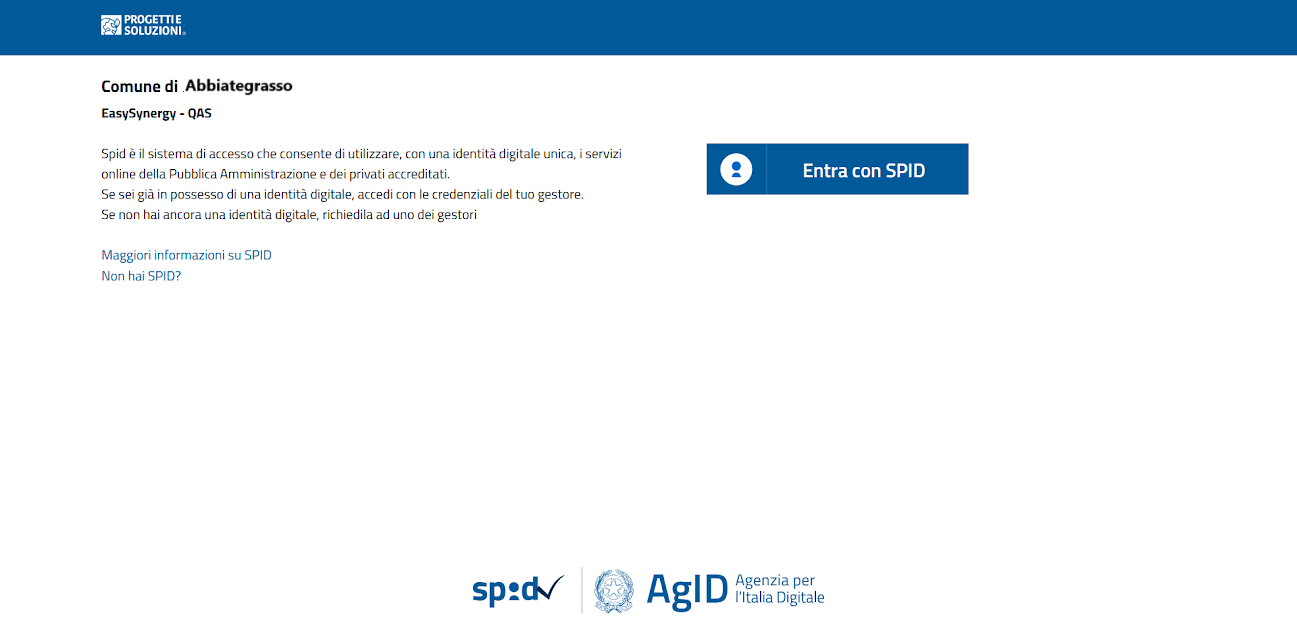 PROGETTI E
SOLUZIONI®
Comune di Abbiategrasso
EasySynergy - QAS
Spid è il sistema di accesso che consente di utilizzare, con una identità digitale unica, i servizi
online della Pubblica Amministrazione e dei privati accreditati.
Se sei già in possesso di una identità digitale, accedi con le credenziali del tuo gestore.
Se non hai ancora una identità digitale, richiedila ad uno dei gestori
Maggiori informazioni su SPID
Non hai SPID?
Entra con SPID
spid
AgID
Agenzia per
l'Italia Digitale